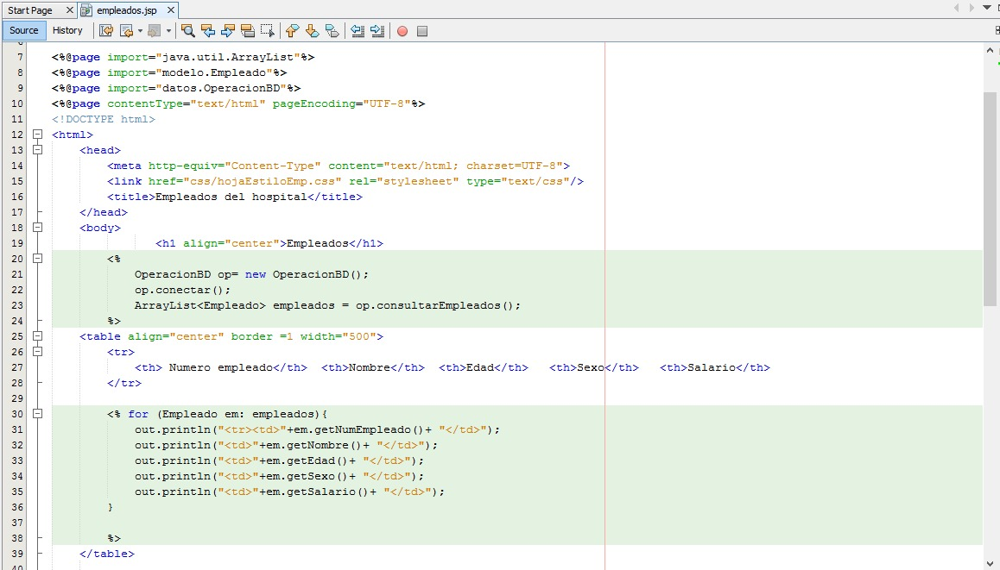 Start Page empleados.jsp
Source History
7 <%@page import="java.util.ArrayList"%>
8 <%@page import="modelo.Empleado"%>
9 <%@page import="datos.OperacionBD"%>
10 <%@page contentType="text/html" pageEncoding="UTF-8"%>
11 <!DOCTYPE html>
12 <html>
13 <head>
14 <meta http-equiv="Content-Type" content="text/html; charset=UTF-8">
15 <link href="css/hojaEstiloEmp.css" rel="stylesheet" type="text/css"/>
16 <title>Empleados del hospital</title>
17 </head>
18 <body>
19 <h1 align="center">Empleados</h1>
20 <%
21 OperacionBD op= new OperacionBD();
22 op.conectar();
23 ArrayList<Empleado> empleados = op.consultarEmpleados();
24 %>
25 <table align="center" border =1 width="500">
26 <tr>
27 <th> Numero empleado</th> <th>Nombre</th> <th>Edad</th> <th>Sexo</th> <th>Salario</th>
28 </tr>
29
30 <% for (Empleado em: empleados){
31 out.println("<tr><td>"+em.getNumEmpleado()+ "</td>");
32 out.println("<td>"+em.getNombre()+ "</td>");
33 out.println("<td>"+em.getEdad()+ "</td>");
34 out.println("<td>"+em.getSexo()+ "</td>");
35 out.println("<td>"+em.getSalario()+ "</td>");
36 }
37
38 %>
39 </table>
40